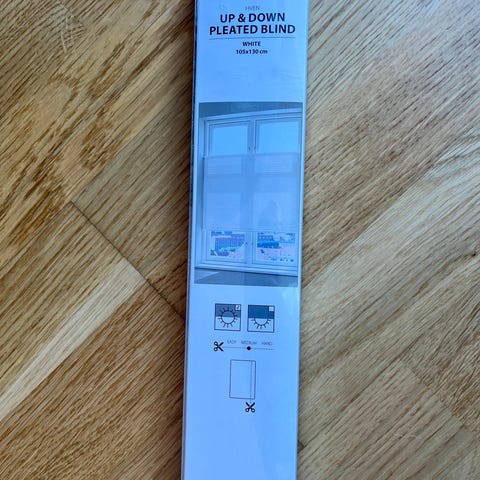 HVEN
UP & DOWN
PLEATED BLIND
WHITE
105x130 cm
EASY MEDIUM HARD